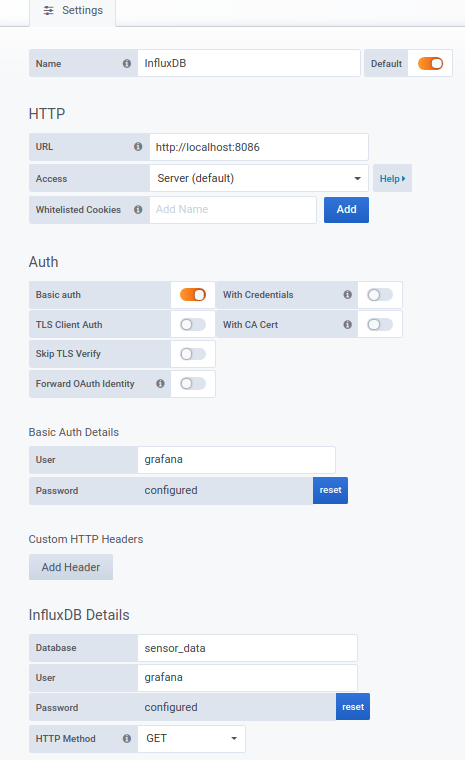 Settings
Name InfluxDB Default
HTTP
URL http://localhost:8086
Access Server (default) Help
Whitelisted Cookies Add Name Add
Auth
Basic auth With Credentials
TLS Client Auth With CA Cert
Skip TLS Verify
Forward OAuth Identity
Basic Auth Details
User grafana
Password configured reset
Custom HTTP Headers
Add Header
InfluxDB Details
Database sensor_data
User grafana
Password configured reset
HTTP Method GET